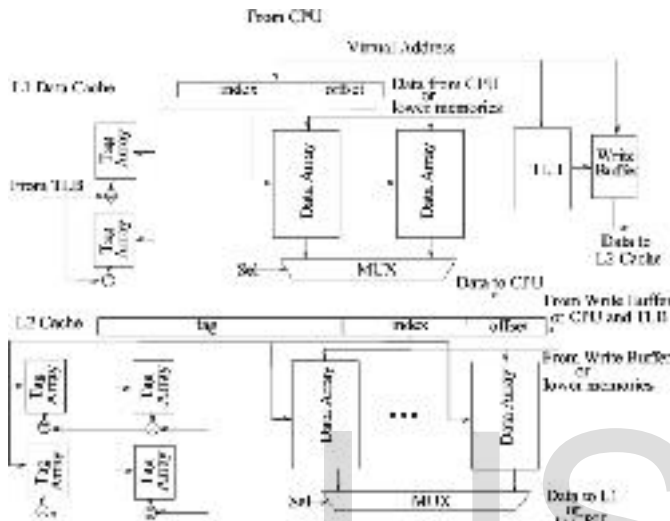 From CPU
Virtual Address
L1 Data Cache
index
offset
Data from CPU
or
lower memories
Tag
Array
From TLB
Tag
Array
Data Array
Data Array
Write
Buffer
Sel
MUX
Data to
L2 Cache
Data to CPU
L2 Cache
tag
index
offset
From Write Buffer
or CPU and TLB
From Write Buffer
or
lower memories
Tag
Array
Tag
Array
Tag
Array
Tag
Array
Data Array
Data Array
Sel
MUX
Data to L1
or